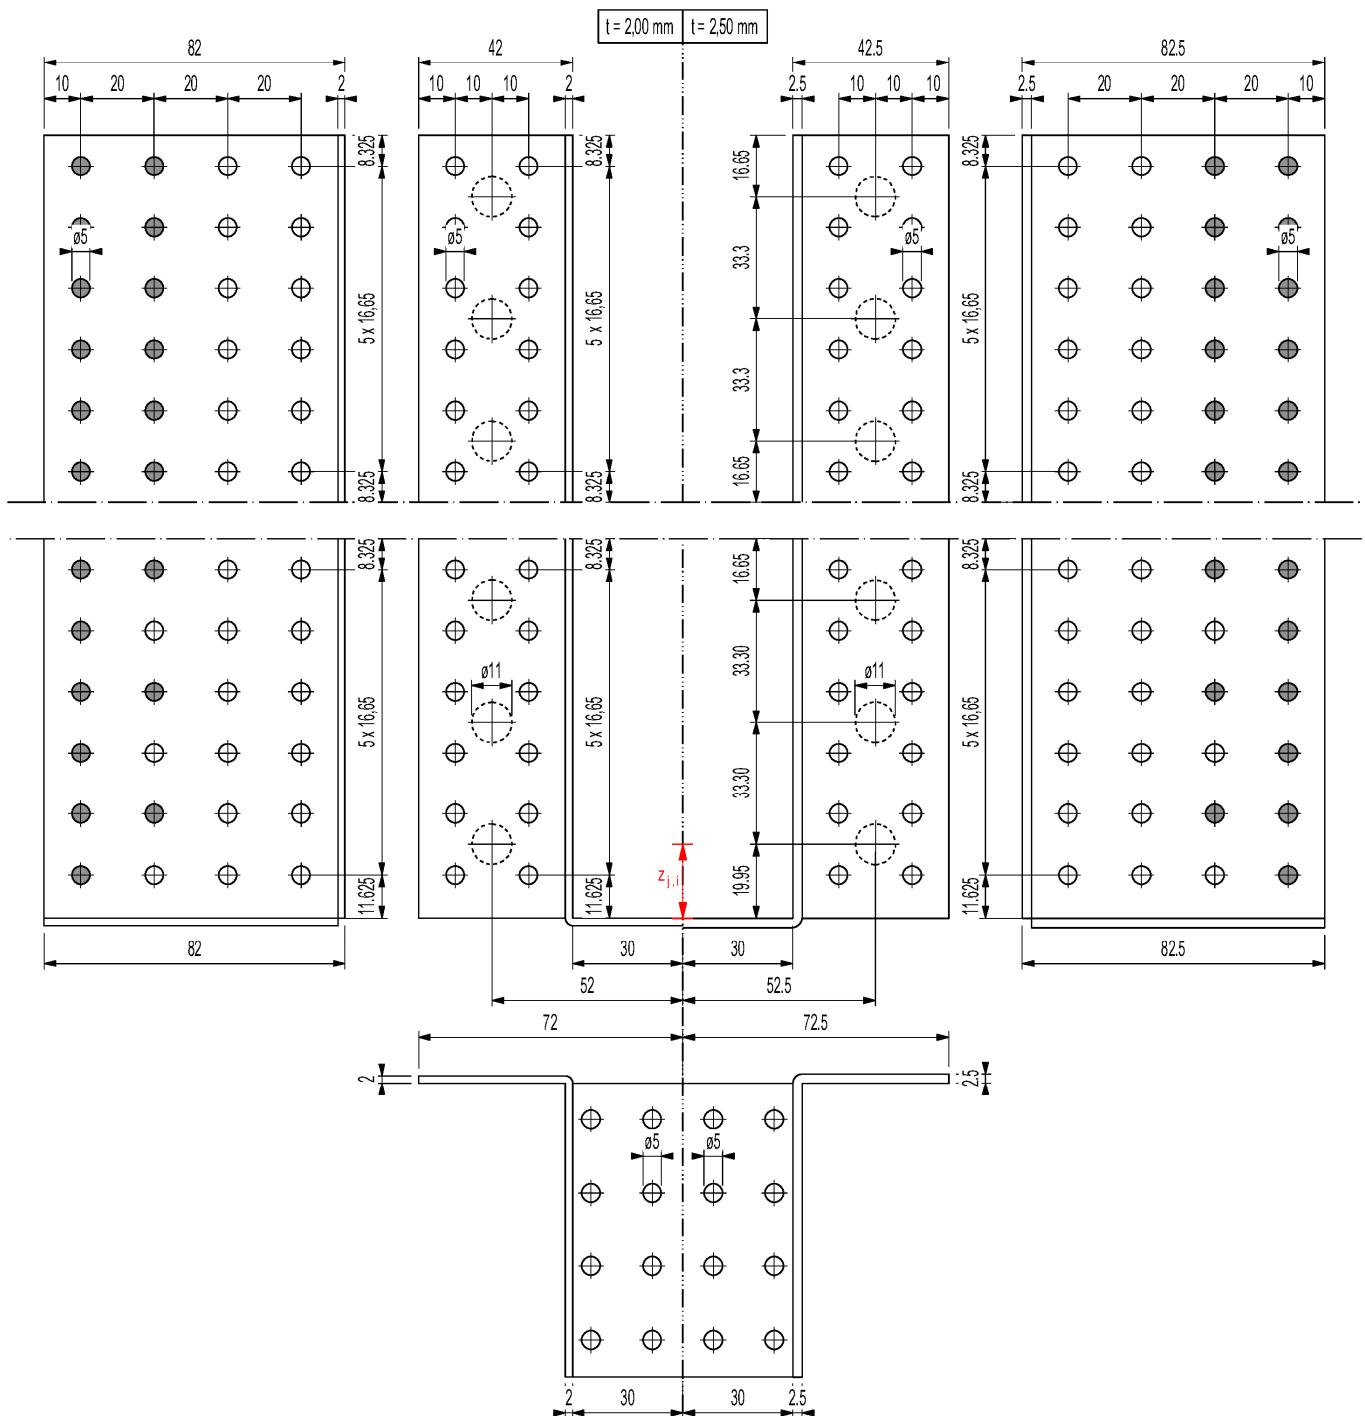 t = 2,00 mm t = 2,50 mm
82 42 42.5 82.5
10 20 20 20 2 10 10 10 2 2.5 10 10 10 2.5 20 20 20 10
8.325 8.325 16.65 8.325
ø5 ø5 ø5 ø5
33.3
5 x 16,65 5 x 16,65 5 x 16,65
33.3
8.325 8.325 16.65 8.325
8.325 8.325 16.65 8.325
33.30
ø11 ø11
5 x 16,65 5 x 16,65 5 x 16,65
33.30
z j,i
11.625 11.625 19.95 11.625
82 30 30 82.5
52 52.5
72 72.5
2 2.5
ø5 ø5
2 30 30 2.5